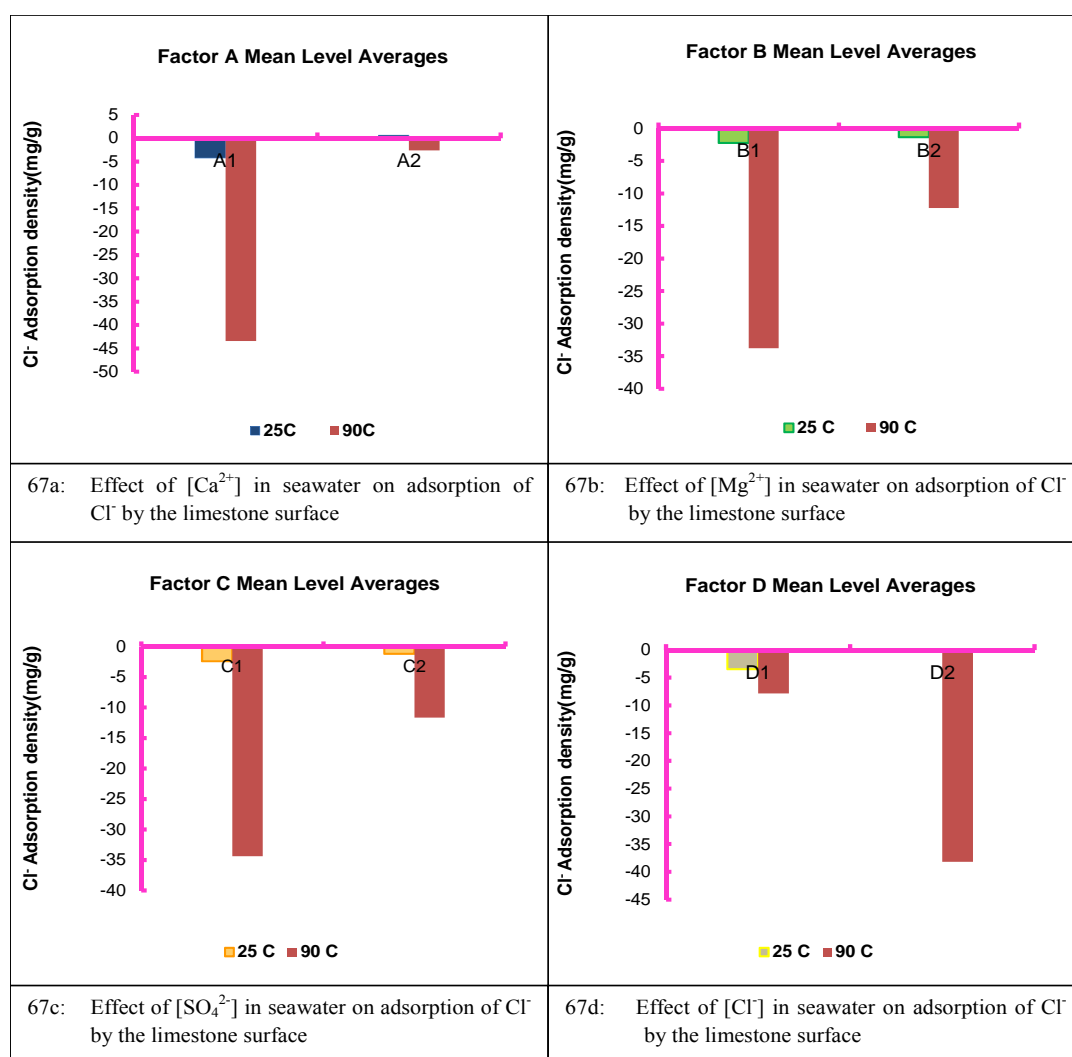 Factor A Mean Level Averages
Cl- Adsorption density(mg/g)
5
0
-5
-10
-15
-20
-25
-30
-35
-40
-45
-50
A1
A2
25C 90C
Factor B Mean Level Averages
Cl- Adsorption density(mg/g)
0
-5
-10
-15
-20
-25
-30
-35
-40
B1
B2
25 C 90 C
67a: Effect of [Ca2+] in seawater on adsorption of
Cl- by the limestone surface
67b: Effect of [Mg2+] in seawater on adsorption of Cl-
by the limestone surface
Factor C Mean Level Averages
Cl- Adsorption density(mg/g)
0
-5
-10
-15
-20
-25
-30
-35
-40
C1
C2
25 C 90 C
Factor D Mean Level Averages
Cl- Adsorption density(mg/g)
0
-5
-10
-15
-20
-25
-30
-35
-40
-45
D1
D2
25 C 90 C
67c: Effect of [SO42-] in seawater on adsorption of Cl-
by the limestone surface
67d: Effect of [Cl-] in seawater on adsorption of Cl-
by the limestone surface